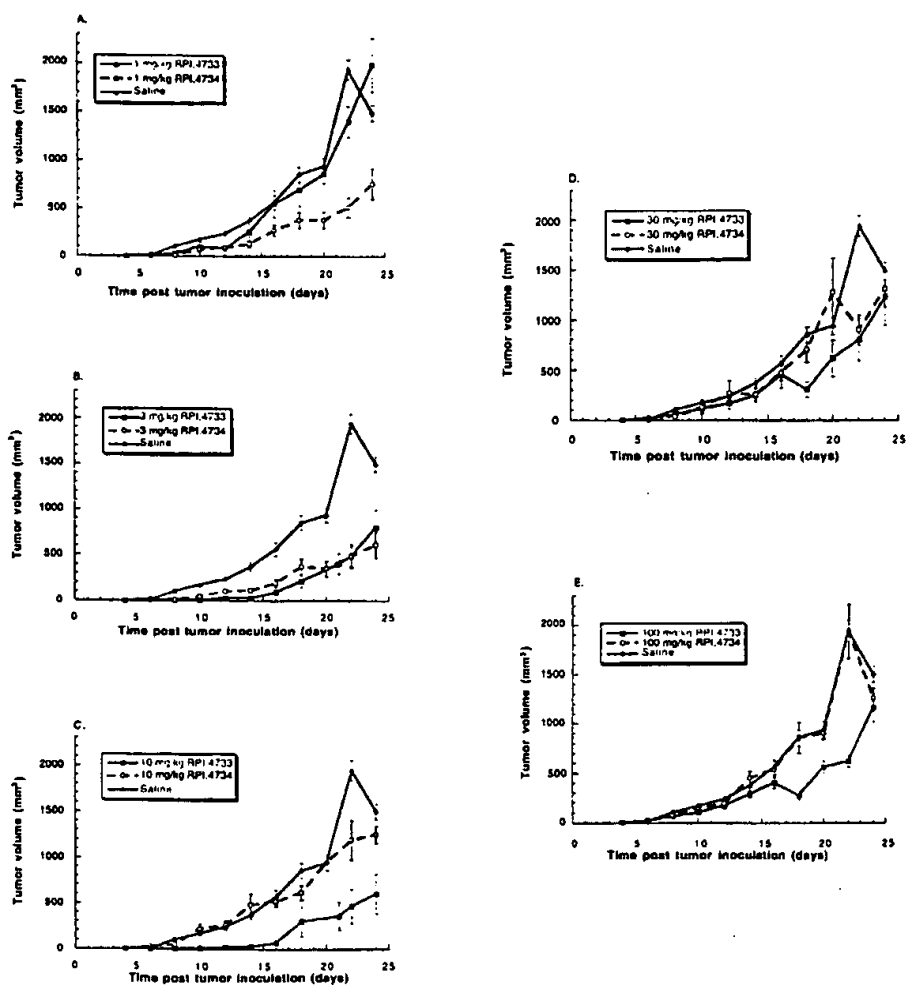 A.
2000
1500
1000
500
0
Tumor volume (mm³)
1 mg/kg RPI.4733
1 mg/kg RPI.4734
Saline
0 5 10 15 20 25
Time post tumor inoculation (days)
B.
2000
1500
1000
500
0
Tumor volume (mm³)
3 mg/kg RPI.4733
3 mg/kg RPI.4734
Saline
0 5 10 15 20 25
Time post tumor inoculation (days)
C.
2000
1500
1000
500
0
Tumor volume (mm³)
10 mg/kg RPI.4733
10 mg/kg RPI.4734
Saline
0 5 10 15 20 25
Time post tumor inoculation (days)
D.
2000
1500
1000
500
0
Tumor volume (mm³)
30 mg/kg RPI.4733
30 mg/kg RPI.4734
Saline
0 5 10 15 20 25
Time post tumor inoculation (days)
E.
2000
1500
1000
500
0
Tumor volume (mm³)
100 mg/kg RPI.4733
100 mg/kg RPI.4734
Saline
0 5 10 15 20 25
Time post tumor inoculation (days)